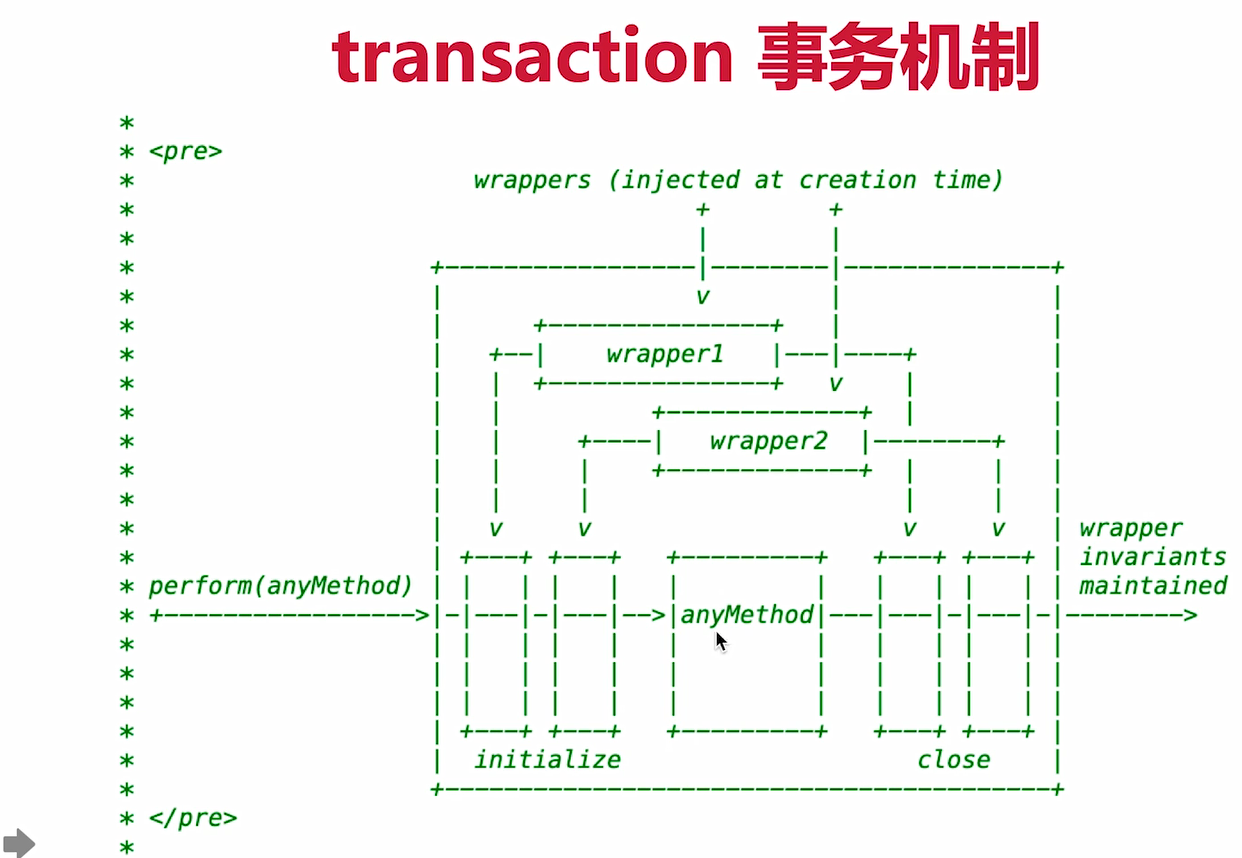 transaction 事务机制
*
* <pre>
*                       wrappers (injected at creation time)
*                                      +        +
*                                      |        |
*                    +-----------------|--------|--------------+
*                    |                 v        |              |
*                    |      +---------------+   |              |
*                    |   +--|    wrapper1   |---|----+         |
*                    |   |  +---------------+   v    |         |
*                    |   |          +-------------+  |         |
*                    |   |     +----|   wrapper2  |--------+   |
*                    |   |     |    +-------------+  |     |   |
*                    |   |     |                     |     |   |
*                    |   v     v                     v     v   | wrapper
*                    | +---+ +---+   +---------+   +---+ +---+ | invariants
* perform(anyMethod) | |   | |   |   |         |   |   | |   | | maintained
* +----------------->|-|---|-|---|-->|anyMethod|---|---|-|---|-|-------->
*                    | |   | |   |   |         |   |   | |   | |
*                    | |   | |   |   |         |   |   | |   | |
*                    | |   | |   |   |         |   |   | |   | |
*                    | +---+ +---+   +---------+   +---+ +---+ |
*                    |  initialize                    close    |
*                    +-----------------------------------------+
* </pre>
*